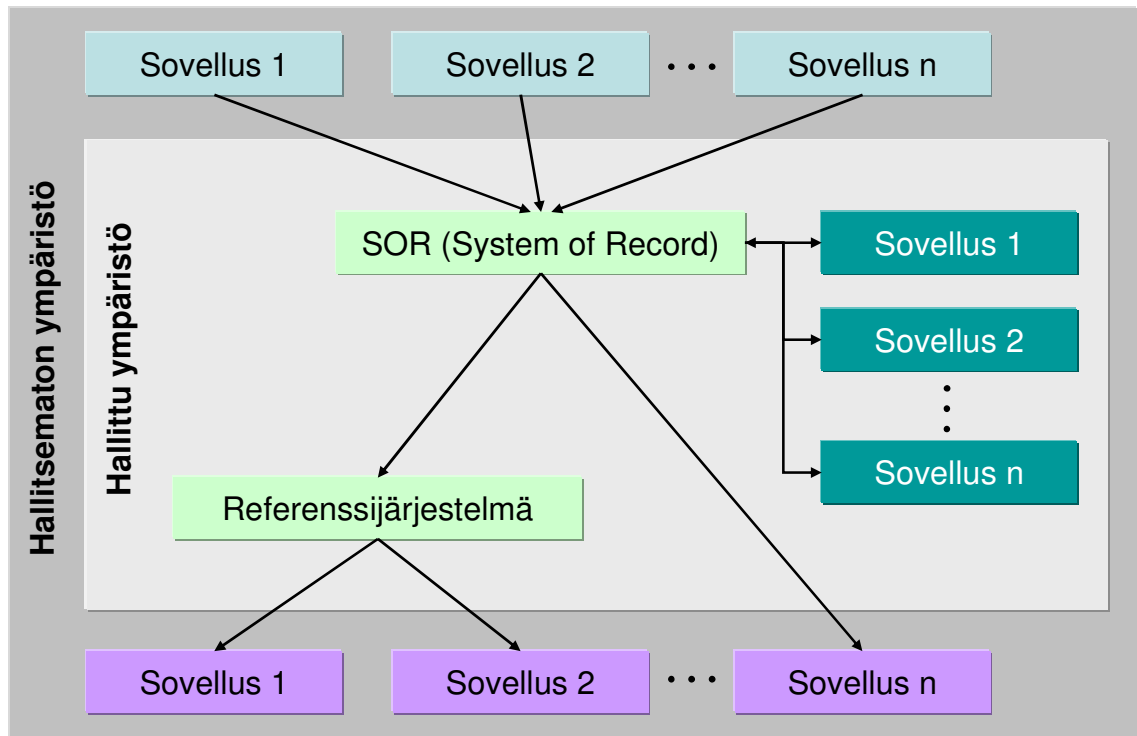 Sovellus 1
Sovellus 2
Sovellus n
Hallitsematon ympäristö
Hallittu ympäristö
SOR (System of Record)
Sovellus 1
Sovellus 2
Sovellus n
Referenssijärjestelmä
Sovellus 1
Sovellus 2
Sovellus n